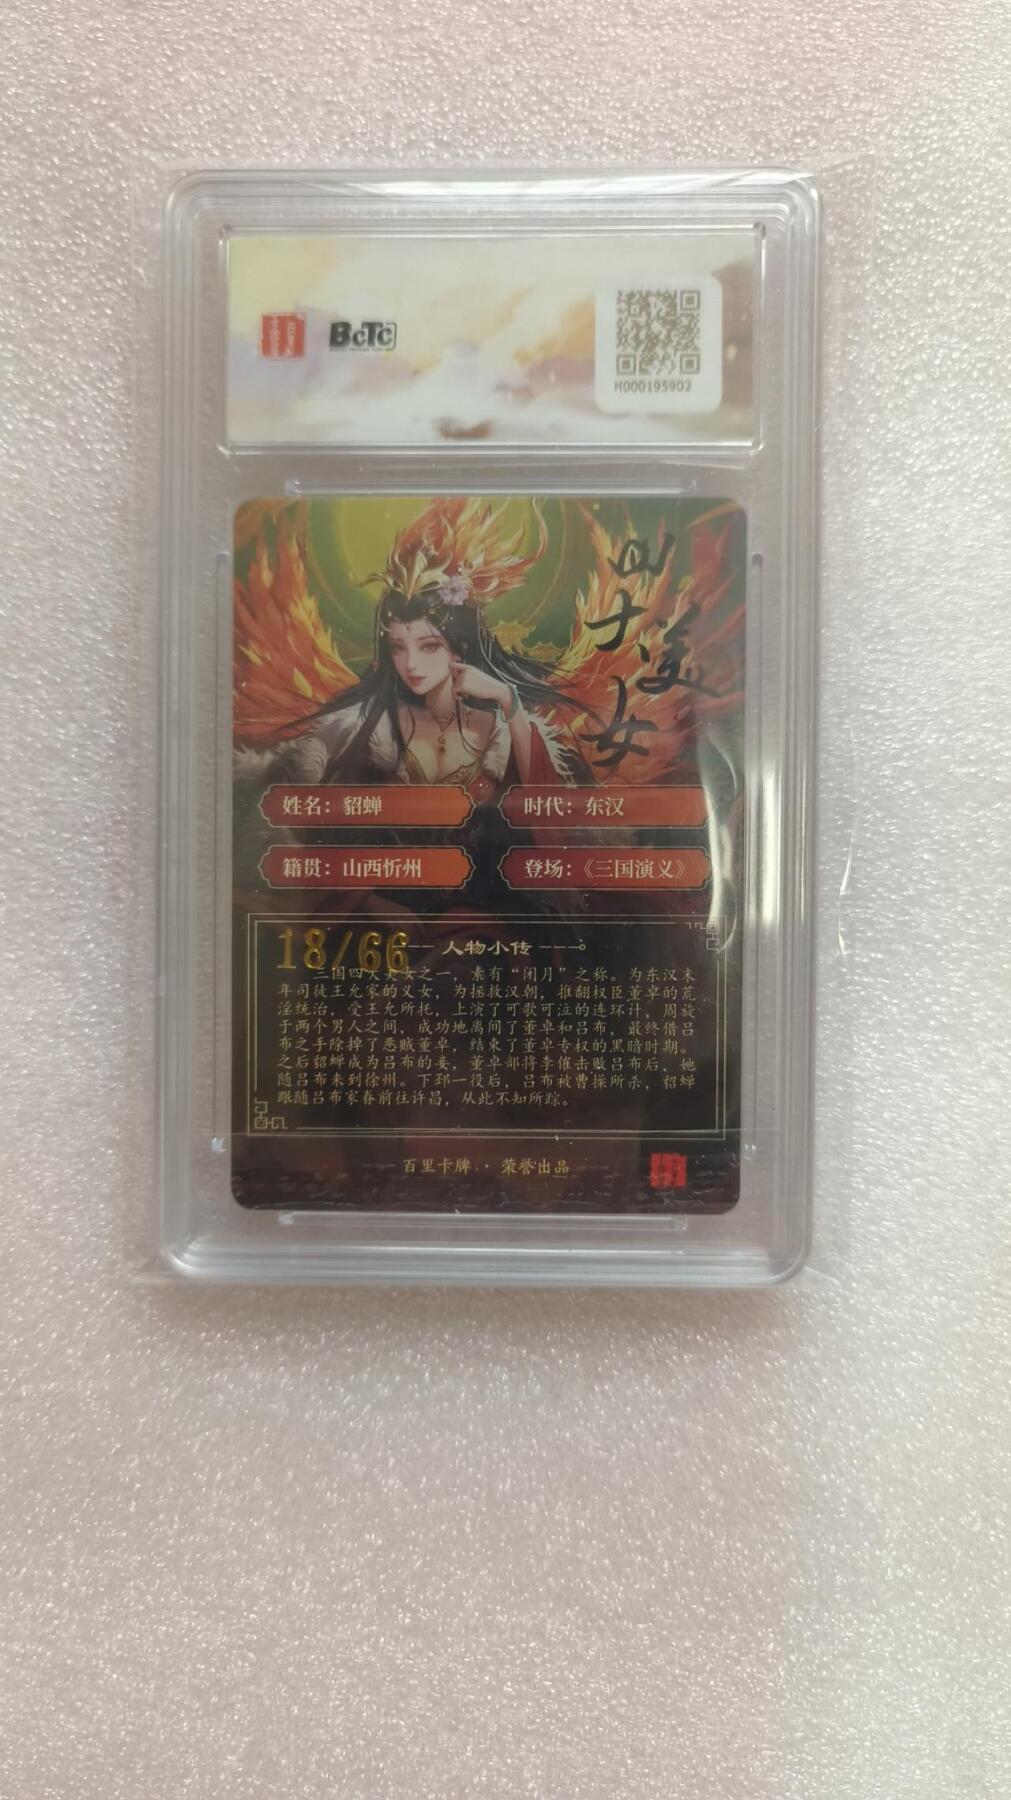 BCTC
M000195902
四大美女
姓名：貂蝉
时代：东汉
籍贯：山西忻州
登场：《三国演义》
18/66
人物小传
三国四大美女之一，素有“闭月”之称。为东汉末
年司徒王允家的义女，为拯救汉朝，推翻权臣董卓的荒
淫统治，受王允所托，上演了可歌可泣的连环计，周旋
于两个男人之间，成功地离间了董卓和吕布，最终借吕
布之手除掉了恶贼董卓，结束了董卓专权的黑暗时期。
之后貂蝉成为吕布的妾，董卓部将李傕击败吕布后，她
随吕布来到徐州。下邳一役后，吕布被曹操所杀，貂蝉
跟随吕布家眷前往许昌，从此不知所踪。
百里卡牌 · 荣誉出品